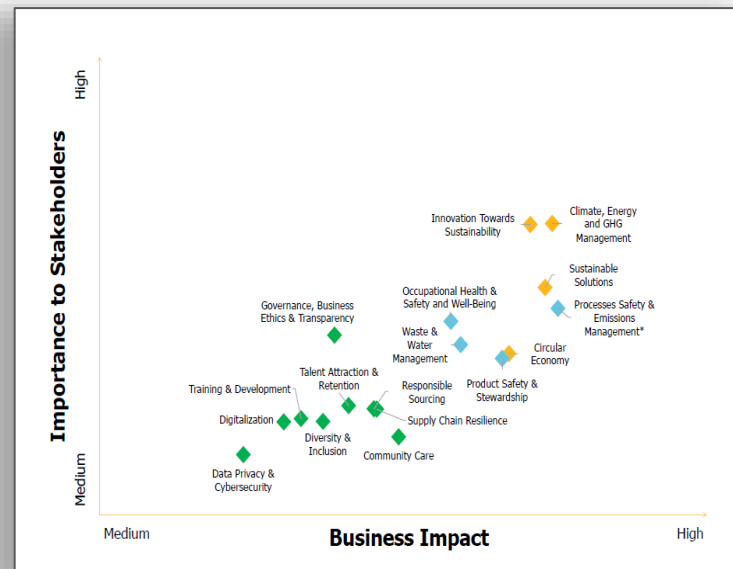 High
Importance to Stakeholders
Medium
Innovation Towards
Sustainability
Climate, Energy
and GHG
Management
Sustainable
Solutions
Occupational Health &
Safety and Well-Being
Processes Safety &
Emissions
Management*
Governance, Business
Ethics & Transparency
Waste &
Water
Management
Circular
Economy
Talent Attraction &
Retention
Product Safety &
Stewardship
Training & Development
Responsible
Sourcing
Digitalization
Supply Chain Resilience
Diversity &
Inclusion
Community Care
Data Privacy &
Cybersecurity
Medium
Business Impact
High